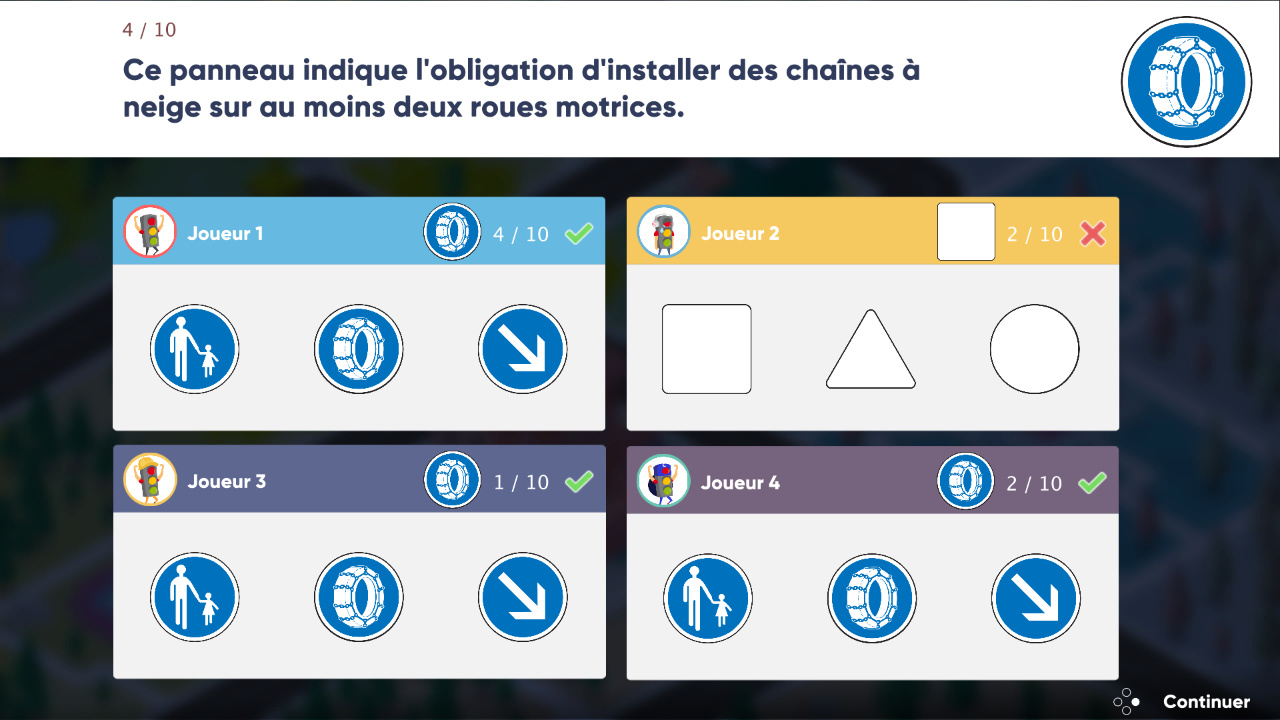 4 / 10
Ce panneau indique l'obligation d'installer des chaînes à
neige sur au moins deux roues motrices.
Joueur 1
4 / 10
Joueur 2
2 / 10
Joueur 3
1 / 10
Joueur 4
2 / 10
Continuer